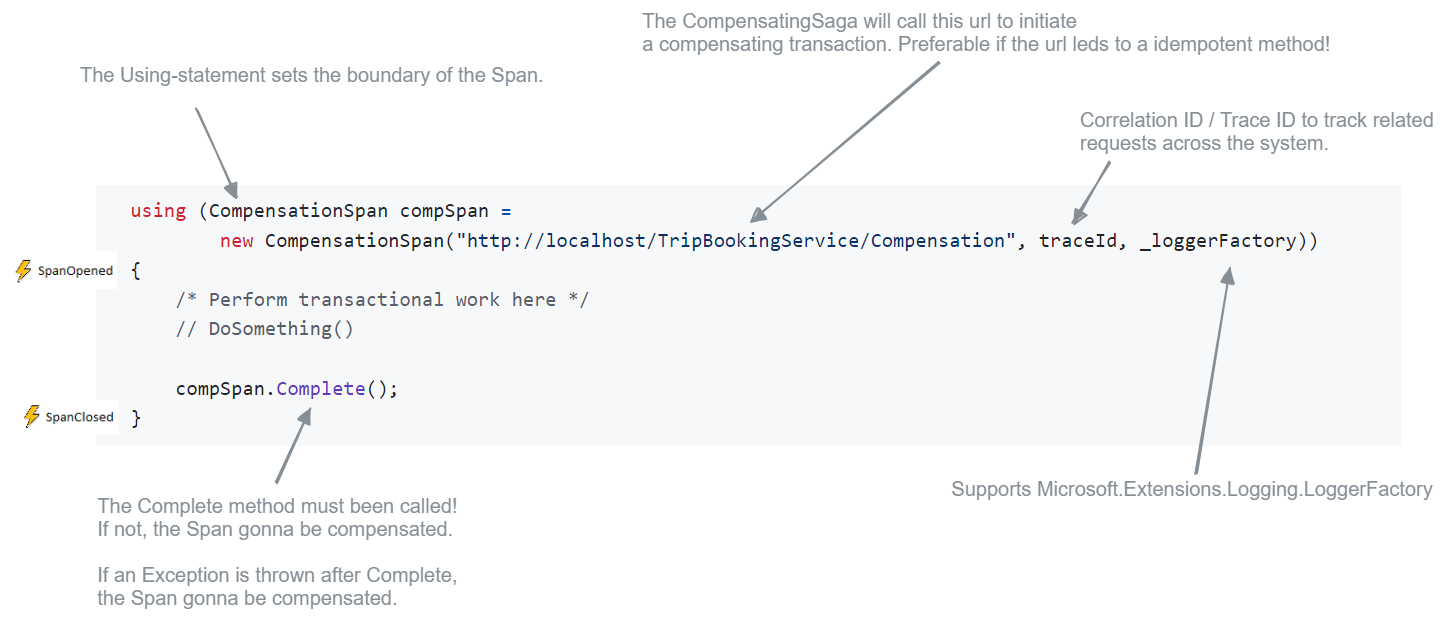 The CompensatingSaga will call this url to initiate
a compensating transaction. Preferable if the url leds to a idempotent method!
The Using-statement sets the boundary of the Span.
Correlation ID / Trace ID to track related
requests across the system.
using (CompensationSpan compSpan =
new CompensationSpan("http://localhost/TripBookingService/Compensation", traceId, _loggerFactory))
SpanOpened {
/* Perform transactional work here */
// DoSomething()
compSpan.Complete();
SpanClosed }
Supports Microsoft.Extensions.Logging.LoggerFactory
The Complete method must been called!
If not, the Span gonna be compensated.
If an Exception is thrown after Complete,
the Span gonna be compensated.